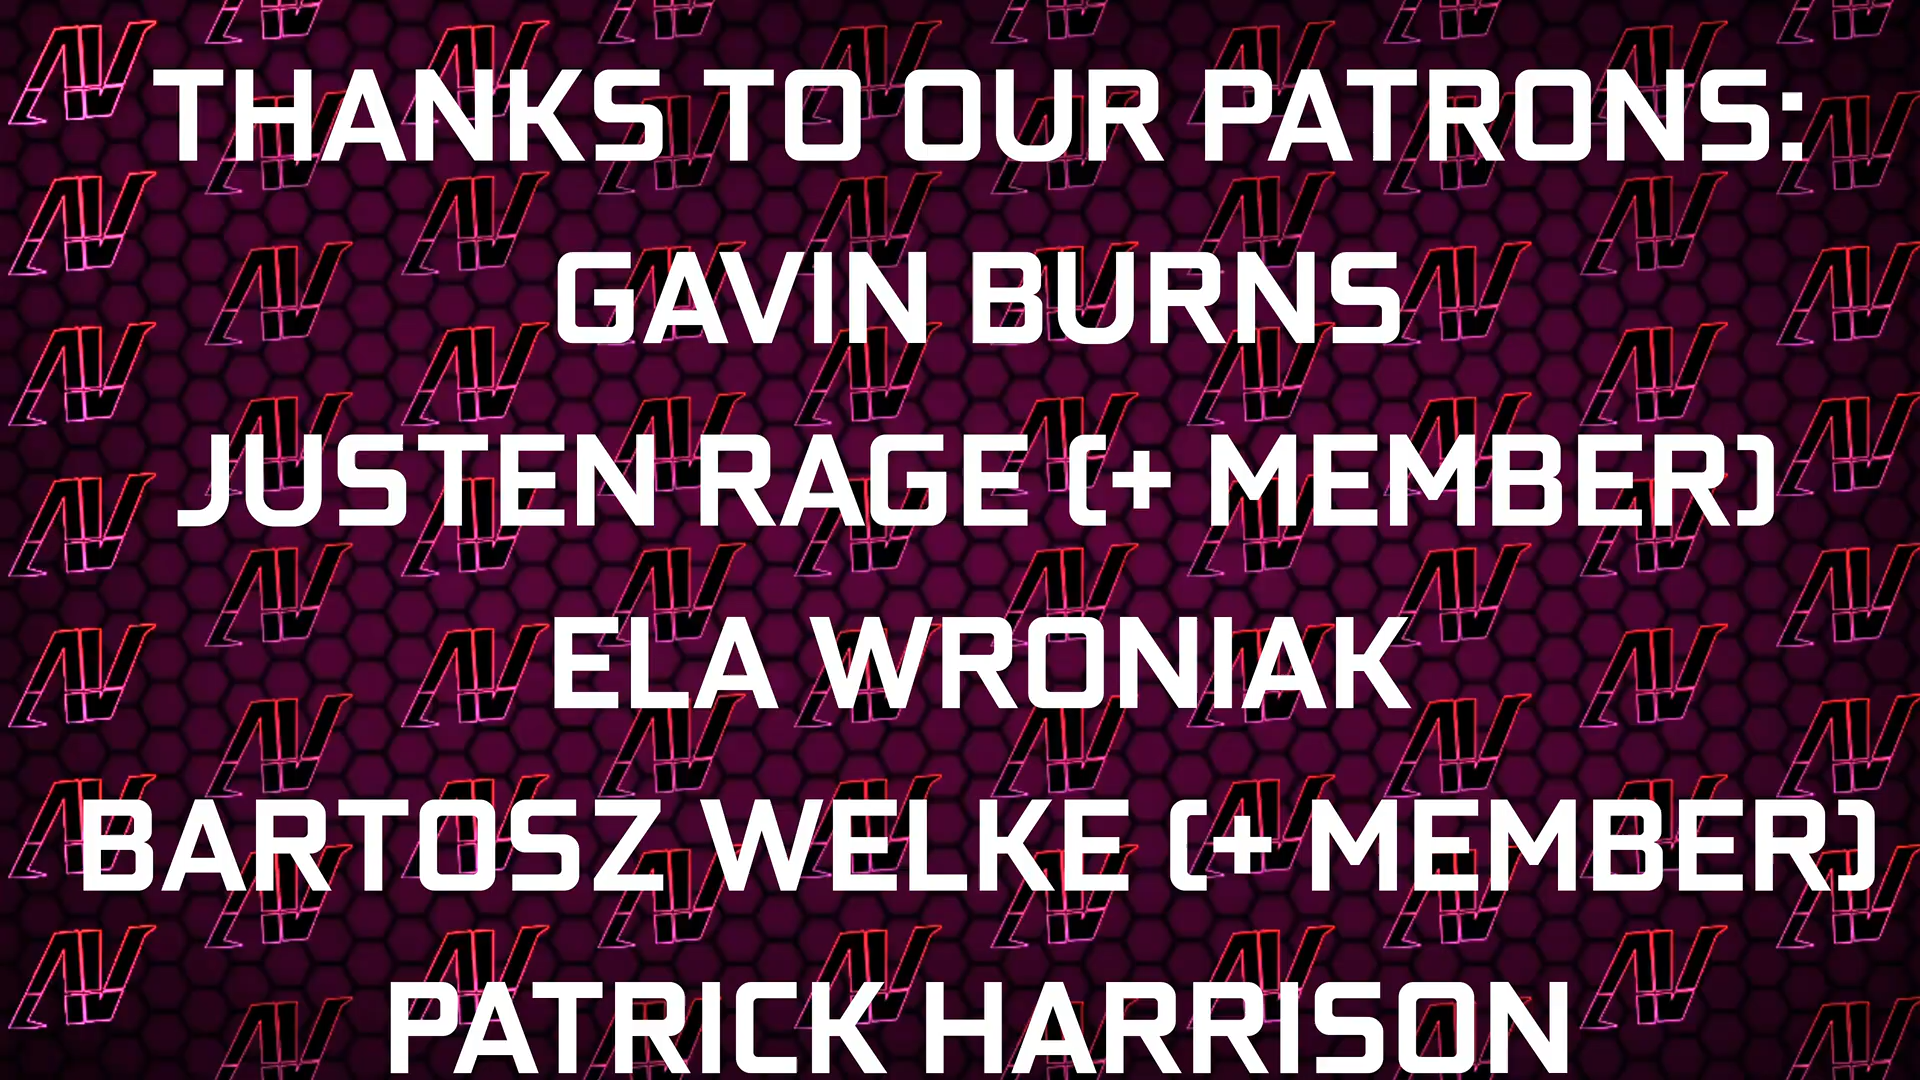 THANKS TO OUR PATRONS:
GAVIN BURNS
JUSTEN RAGE (+ MEMBER)
ELA WRONIAK
BARTOSZ WELKE (+ MEMBER)
PATRICK HARRISON